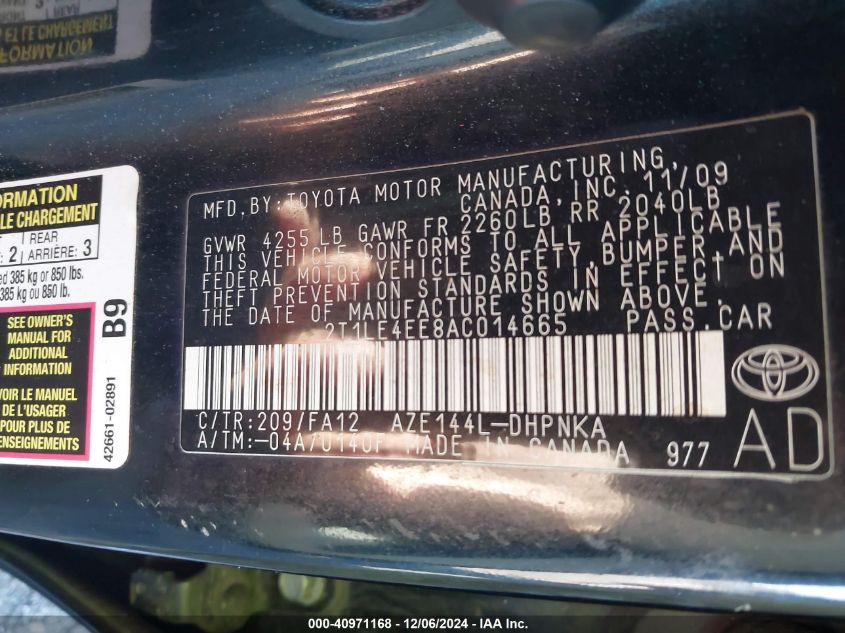 ET LE CHARGEMENT
FORMATION
ORMATION
LE CHARGEMENT
2 REAR
ARRIÈRE: 3
385 kg or 850 lbs.
385 kg ou 850 lb.
SEE OWNER'S
MANUAL FOR
ADDITIONAL
INFORMATION
VOIR LE MANUEL
DE L'USAGER
POUR PLUS DE
RENSEIGNEMENTS
B9
42661-02891
MFD. BY: TOYOTA MOTOR MANUFACTURING,
CANADA, INC. 11/09
GVWR 4255 LB GAWR FR 2260LB RR 2040LB
THIS VEHICLE CONFORMS TO ALL APPLICABLE
FEDERAL MOTOR VEHICLE SAFETY, BUMPER, AND
THEFT PREVENTION STANDARDS IN EFFECT ON
THE DATE OF MANUFACTURE SHOWN ABOVE.
2T1LE4EE8AC014665 PASS.CAR
C/TR:209/FA12 AZE144L-DHPNKA
A/TM:-04A/U140F MADE IN CANADA 977
AD
000-40971168 - 12/06/2024 - IAA Inc.